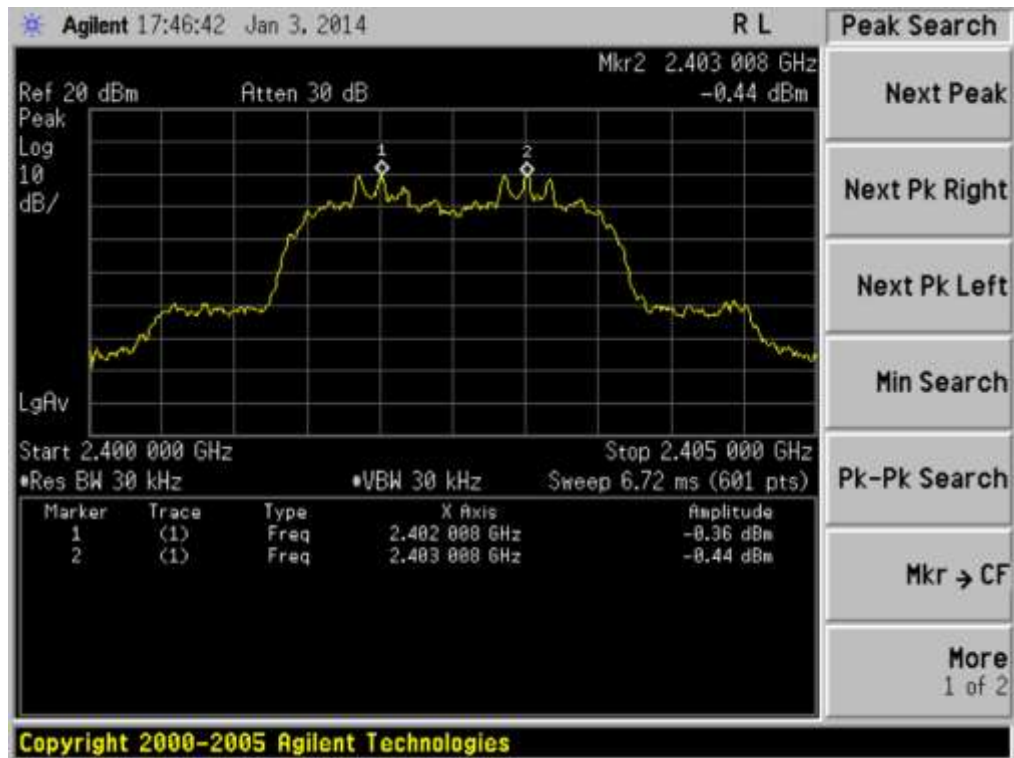 Agilent 17:46:42 Jan 3, 2014 R L
Mkr2 2.403 008 GHz
Ref 20 dBm Atten 30 dB -0.44 dBm
Peak
Log
10
dB/
1 2
LgAv
Start 2.400 000 GHz Stop 2.405 000 GHz
•Res BW 30 kHz •VBW 30 kHz Sweep 6.72 ms (601 pts)
Marker Trace Type X Axis Amplitude
1 (1) Freq 2.402 008 GHz -0.36 dBm
2 (1) Freq 2.403 008 GHz -0.44 dBm
Peak Search
Next Peak
Next Pk Right
Next Pk Left
Min Search
Pk-Pk Search
Mkr → CF
More
1 of 2
Copyright 2000-2005 Agilent Technologies